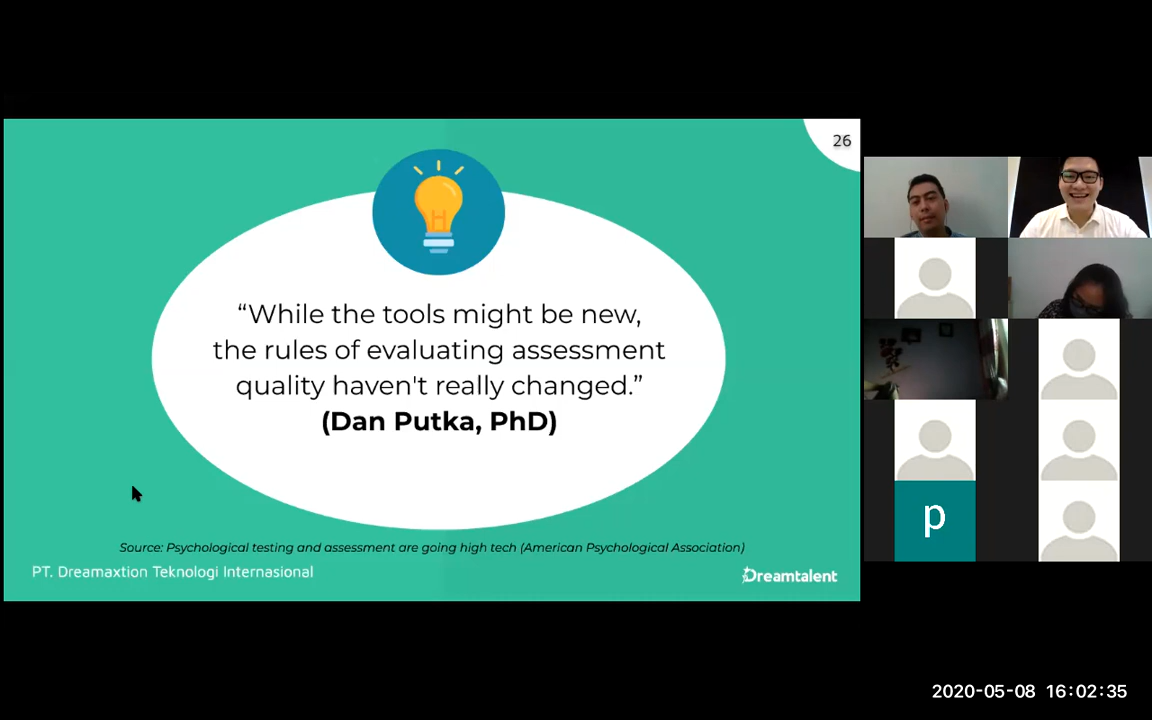 26
“While the tools might be new,
the rules of evaluating assessment
quality haven't really changed.”
(Dan Putka, PhD)
Source: Psychological testing and assessment are going high tech (American Psychological Association)
PT. Dreamaxtion Teknologi Internasional
Dreamtalent
p
2020-05-08 16:02:35